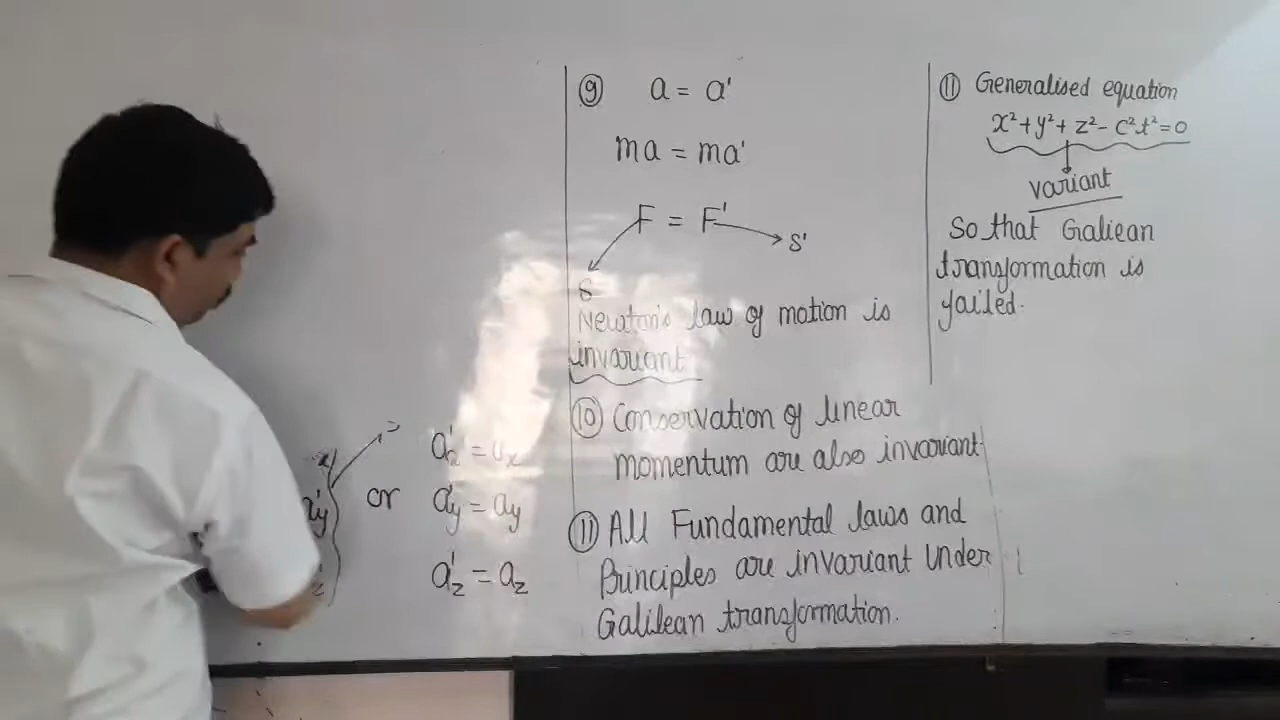 x'
a'y
or
a'x = ax
a'y = ay
a'z = az
⑨ a = a'
ma = ma'
F = F'
S'
S
Newton's law of motion is
invariant
⑩ Conservation of linear
momentum are also invariant
⑪ All Fundamental laws and
Principles are invariant under
Galilean transformation.
⑪ Generalised equation
x² + y² + z² - c²t² = 0
variant
So that Galiean
transformation is
failed.